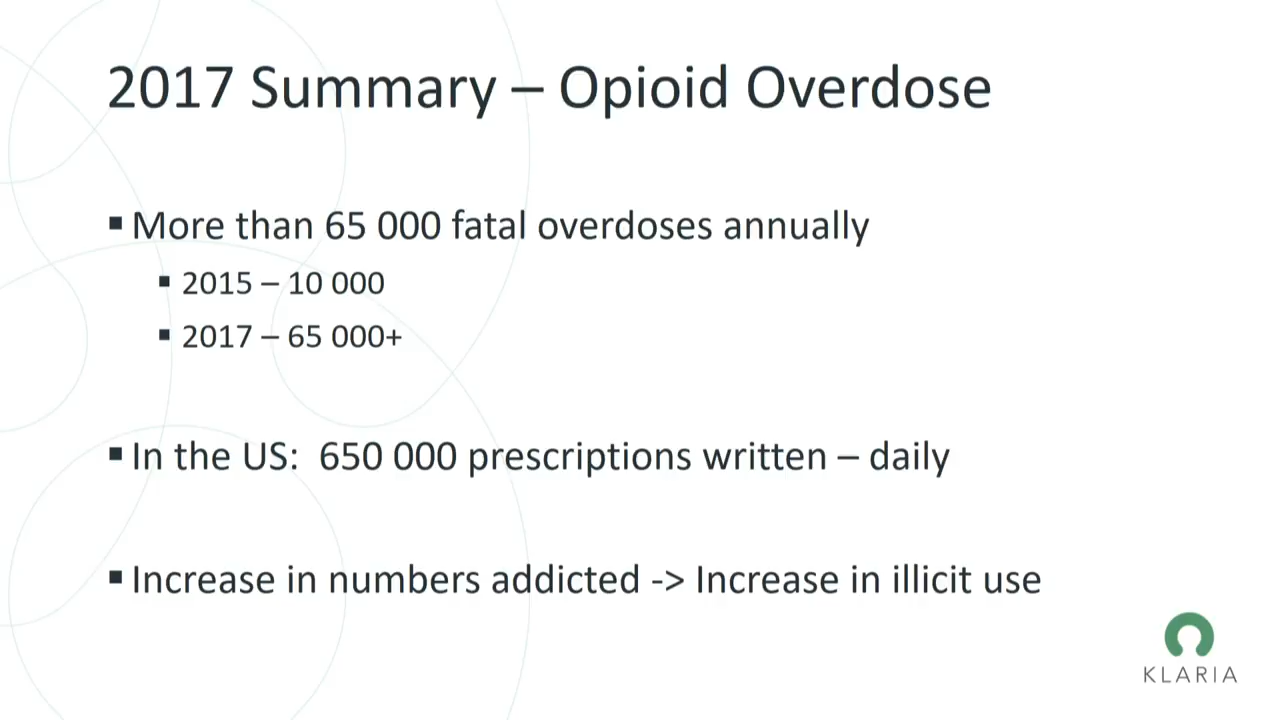 2017 Summary – Opioid Overdose
▪ More than 65 000 fatal overdoses annually
▪ 2015 – 10 000
▪ 2017 – 65 000+
▪ In the US:  650 000 prescriptions written – daily
▪ Increase in numbers addicted -> Increase in illicit use
KLARIA